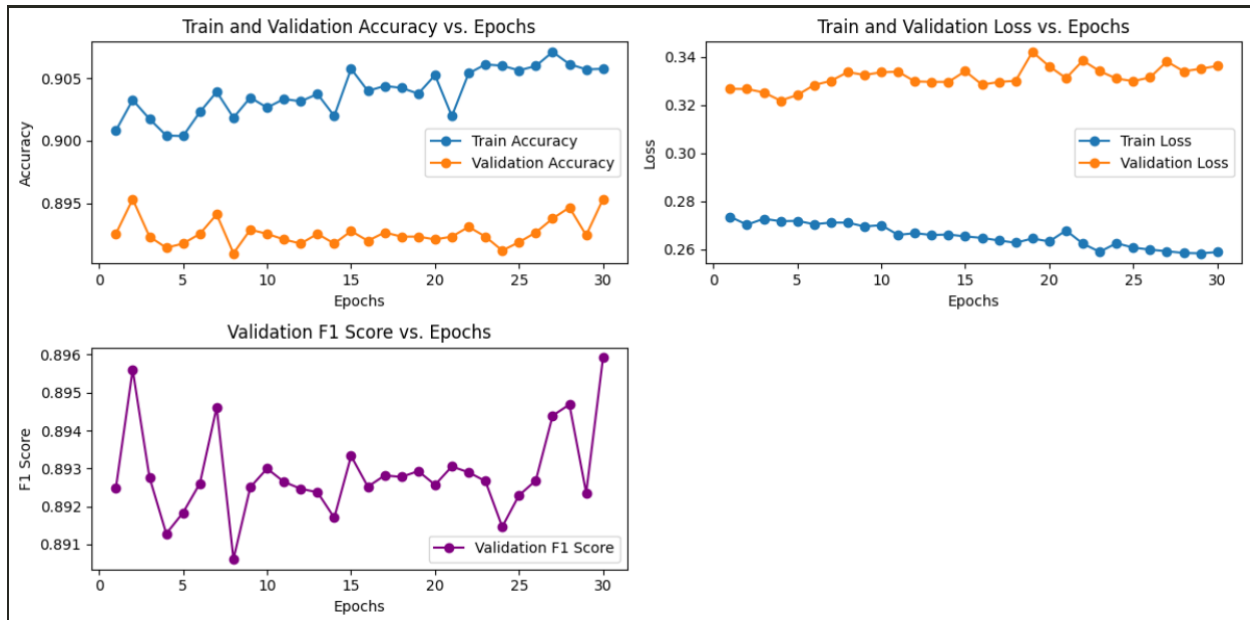 Train and Validation Accuracy vs. Epochs
0.905
0.900
0.895
Accuracy
Train Accuracy
Validation Accuracy
0
5
10
15
20
25
30
Epochs
Train and Validation Loss vs. Epochs
0.34
0.32
0.30
0.28
0.26
Loss
Train Loss
Validation Loss
0
5
10
15
20
25
30
Epochs
Validation F1 Score vs. Epochs
0.896
0.895
0.894
0.893
0.892
0.891
F1 Score
Validation F1 Score
0
5
10
15
20
25
30
Epochs